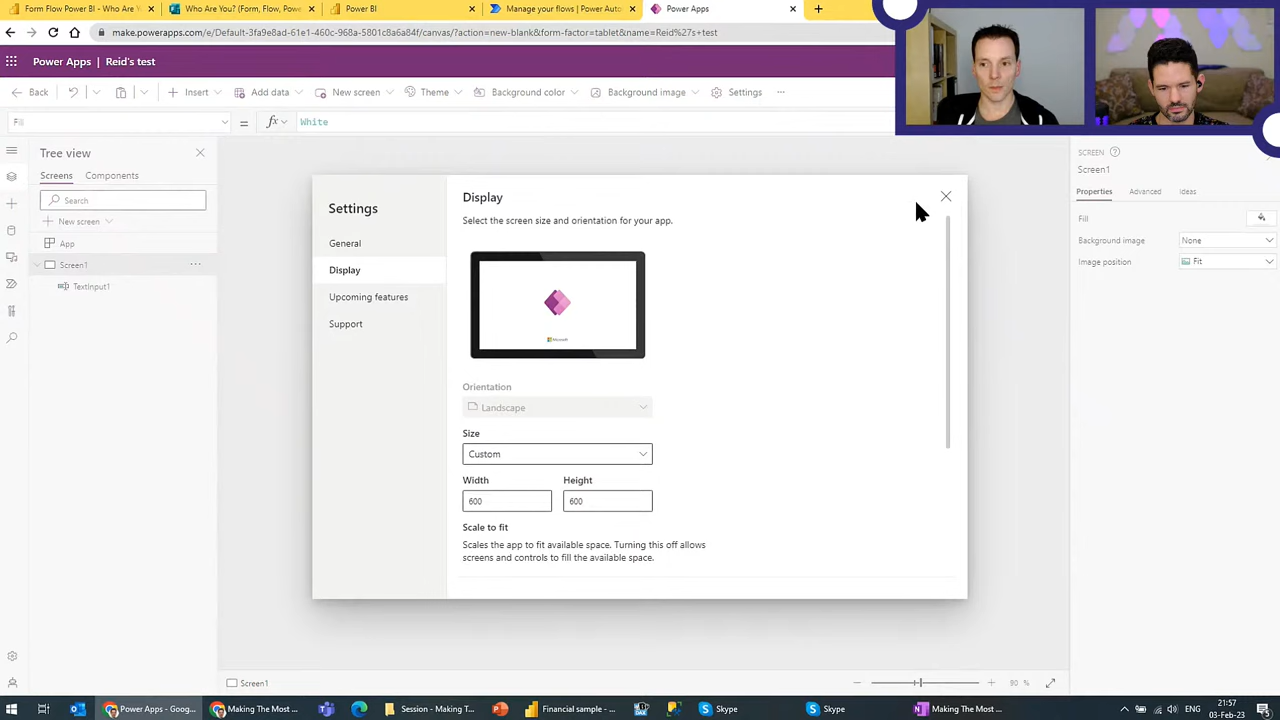 Form Flow Power BI - Who Are Yo
Who Are You? (Form, Flow, Power
Power BI
Manage your flows | Power Auto
Power Apps
make.powerapps.com/e/Default-3fa9e8a
-1460-c968a-5801c8a6a84f/canvas/?action=new-blank&form-factor=tablet&name=Reid%27s+test
Power Apps | Reid's test
Back
Insert
Add data
New screen
Theme
Background color
Background image
Settings
Fill
=
fx
White
Tree view
Screens
Components
Search
New screen
App
Screen1
TextInput1
Settings
General
Display
Upcoming features
Support
Display
Select the screen size and orientation for your app.
Microsoft
Orientation
Landscape
Size
Custom
Width
Height
600
600
Scale to fit
Scales the app to fit available space. Turning this off allows
screens and controls to fill the available space.
SCREEN
Screen1
Properties
Advanced
Ideas
Fill
Background image
None
Image position
Fit
Screen1
90 %
Power Apps - Goog...
Making The Most ...
Session - Making T...
Financial sample - ...
Skype
Skype
Making The Most ...
ENG
21:57
03-Feb-23